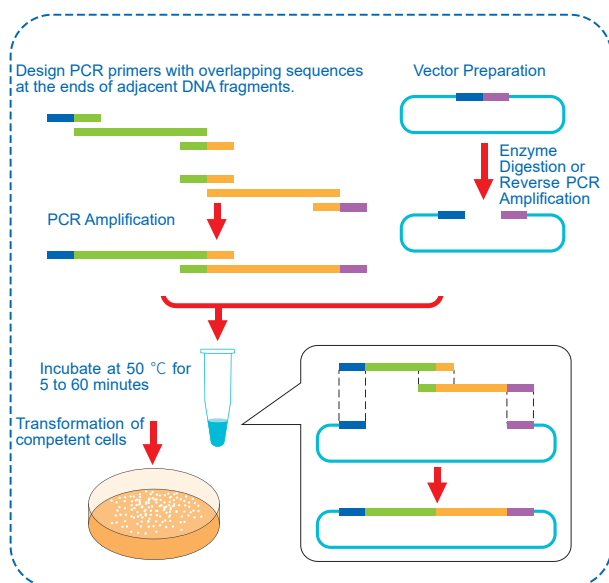 Design PCR primers with overlapping sequences
at the ends of adjacent DNA fragments.
Vector Preparation
Enzyme
Digestion or
Reverse PCR
Amplification
PCR Amplification
Incubate at 50 °C for
5 to 60 minutes
Transformation of
competent cells